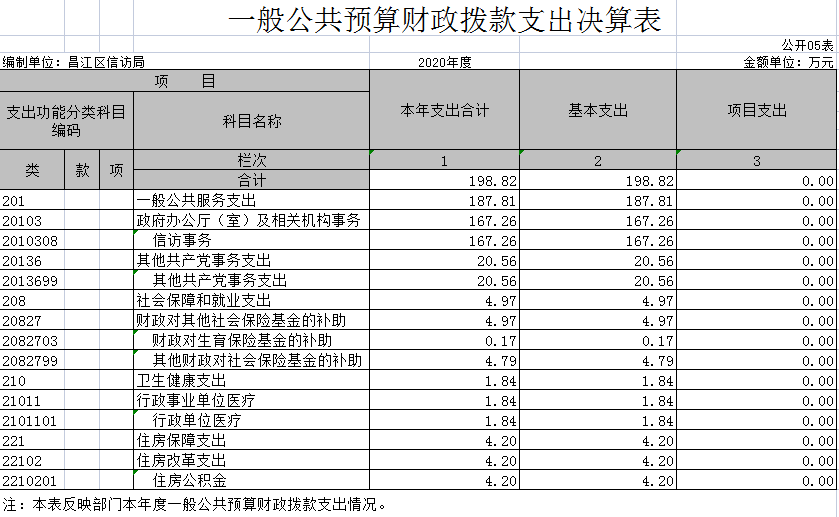 一般公共预算财政拨款支出决算表
公开05表
编制单位：昌江区信访局 2020年度 金额单位：万元
项 目 本年支出合计 基本支出 项目支出
支出功能分类科目编码 科目名称
类 款 项 栏次 1 2 3
合计 198.82 198.82 0.00
201 一般公共服务支出 187.81 187.81 0.00
20103 政府办公厅（室）及相关机构事务 167.26 167.26 0.00
2010308 信访事务 167.26 167.26 0.00
20136 其他共产党事务支出 20.56 20.56 0.00
2013699 其他共产党事务支出 20.56 20.56 0.00
208 社会保障和就业支出 4.97 4.97 0.00
20827 财政对其他社会保险基金的补助 4.97 4.97 0.00
2082703 财政对生育保险基金的补助 0.17 0.17 0.00
2082799 其他财政对社会保险基金的补助 4.79 4.79 0.00
210 卫生健康支出 1.84 1.84 0.00
21011 行政事业单位医疗 1.84 1.84 0.00
2101101 行政单位医疗 1.84 1.84 0.00
221 住房保障支出 4.20 4.20 0.00
22102 住房改革支出 4.20 4.20 0.00
2210201 住房公积金 4.20 4.20 0.00
注：本表反映部门本年度一般公共预算财政拨款支出情况。